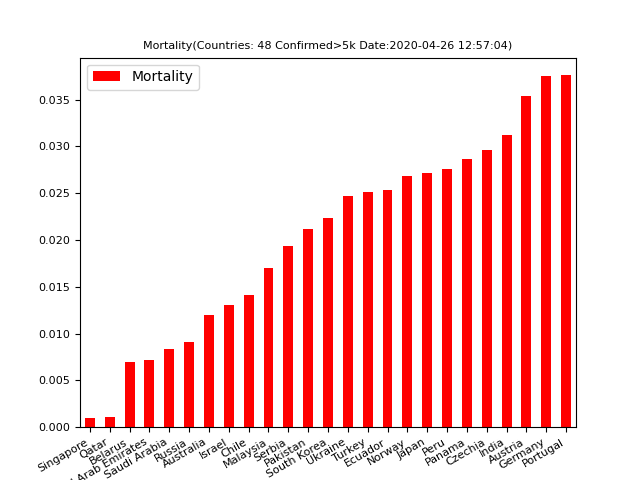 Mortality(Countries: 48 Confirmed>5k Date:2020-04-26 12:57:04)
Mortality
0.035
0.030
0.025
0.020
0.015
0.010
0.005
0.000
Singapore
Qatar
Belarus
Arab Emirates
Saudi Arabia
Russia
Australia
Israel
Chile
Malaysia
Serbia
Pakistan
South Korea
Ukraine
Turkey
Ecuador
Norway
Japan
Peru
Panama
Czechia
India
Austria
Germany
Portugal